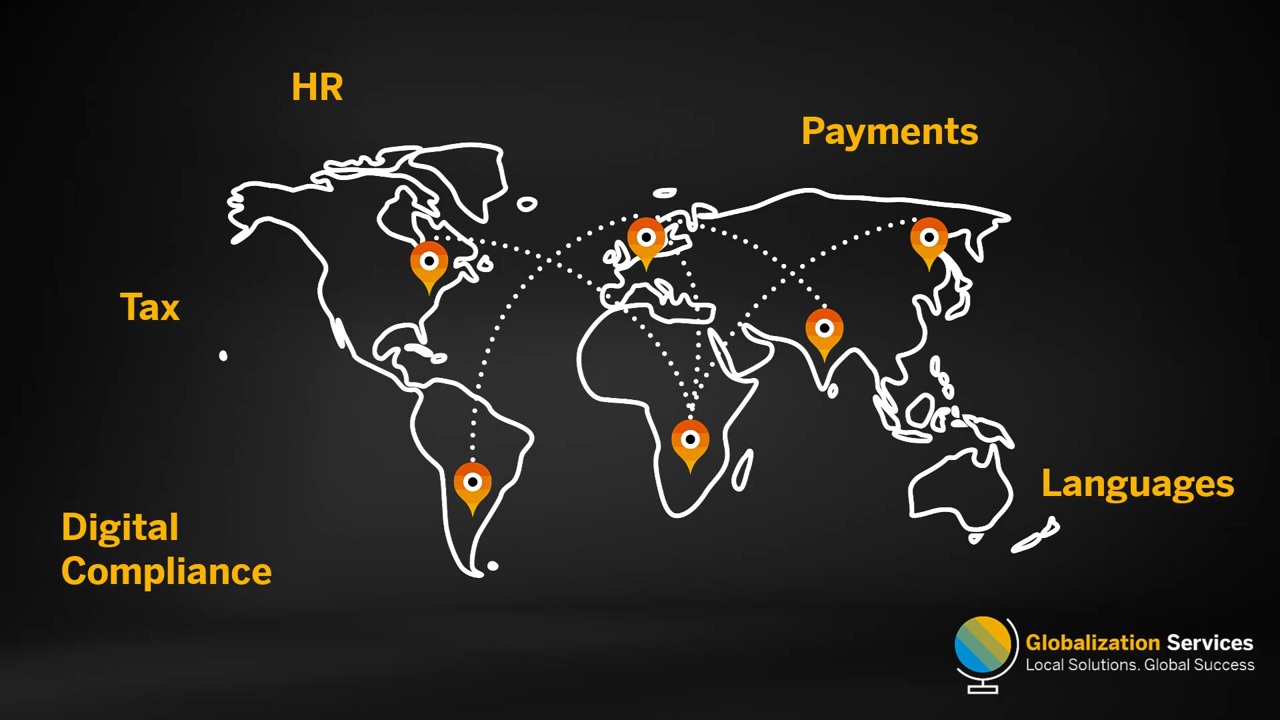 HR
Payments
Tax
Languages
Digital
Compliance
Globalization Services
Local Solutions. Global Success